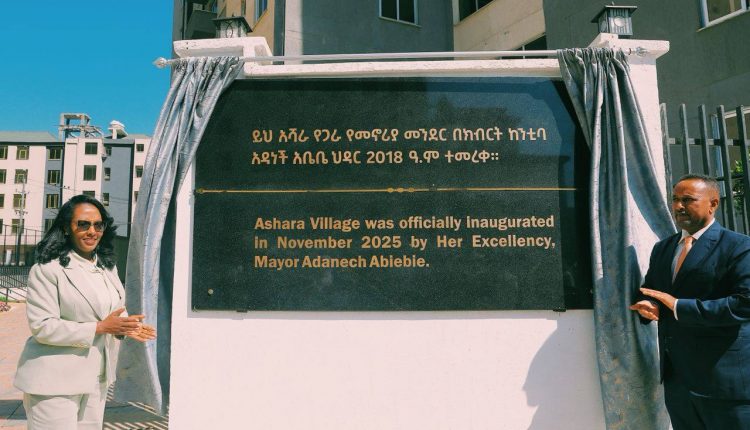 ይህ አሻራ የጋራ የመኖሪያ መንደር በክብርት ከንቲባ
አዳነች አቤቤ ህዳር 2018 ዓ.ም ተመረቀ።
Ashara Village was officially inaugurated
in November 2025 by Her Excellency,
Mayor Adanech Abiebie.